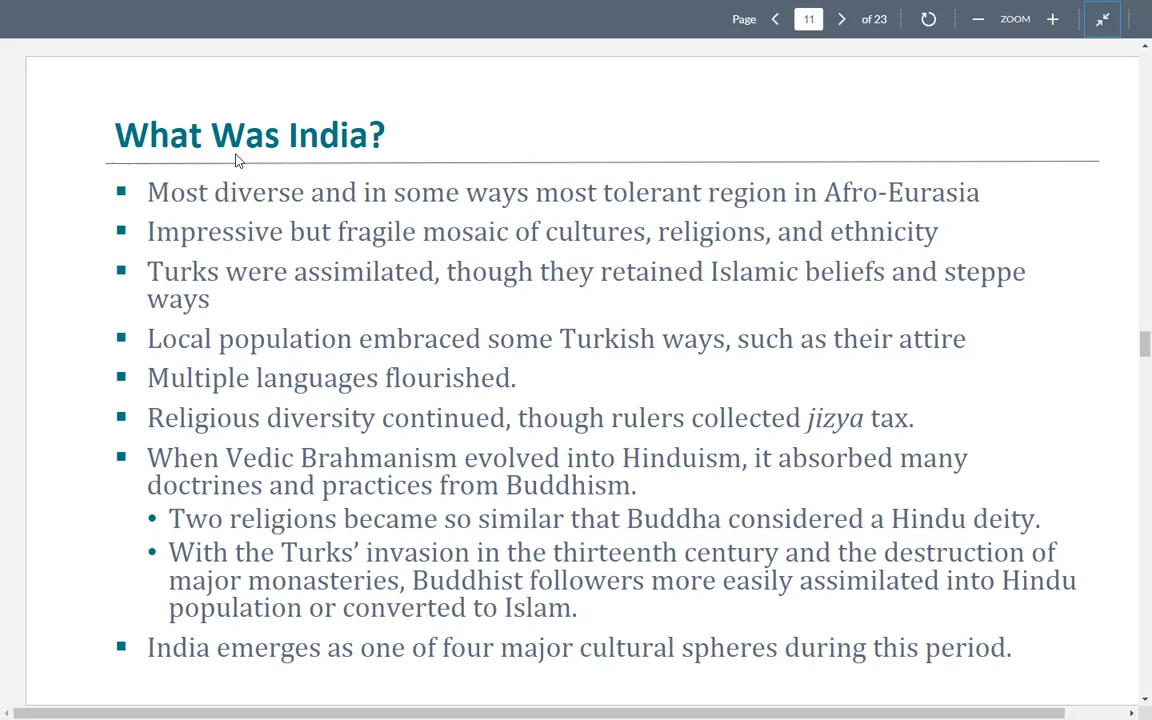 Page 11 of 23 ZOOM
What Was India?
Most diverse and in some ways most tolerant region in Afro-Eurasia
Impressive but fragile mosaic of cultures, religions, and ethnicity
Turks were assimilated, though they retained Islamic beliefs and steppe
ways
Local population embraced some Turkish ways, such as their attire
Multiple languages flourished.
Religious diversity continued, though rulers collected jizya tax.
When Vedic Brahmanism evolved into Hinduism, it absorbed many
doctrines and practices from Buddhism.
Two religions became so similar that Buddha considered a Hindu deity.
With the Turks’ invasion in the thirteenth century and the destruction of
major monasteries, Buddhist followers more easily assimilated into Hindu
population or converted to Islam.
India emerges as one of four major cultural spheres during this period.